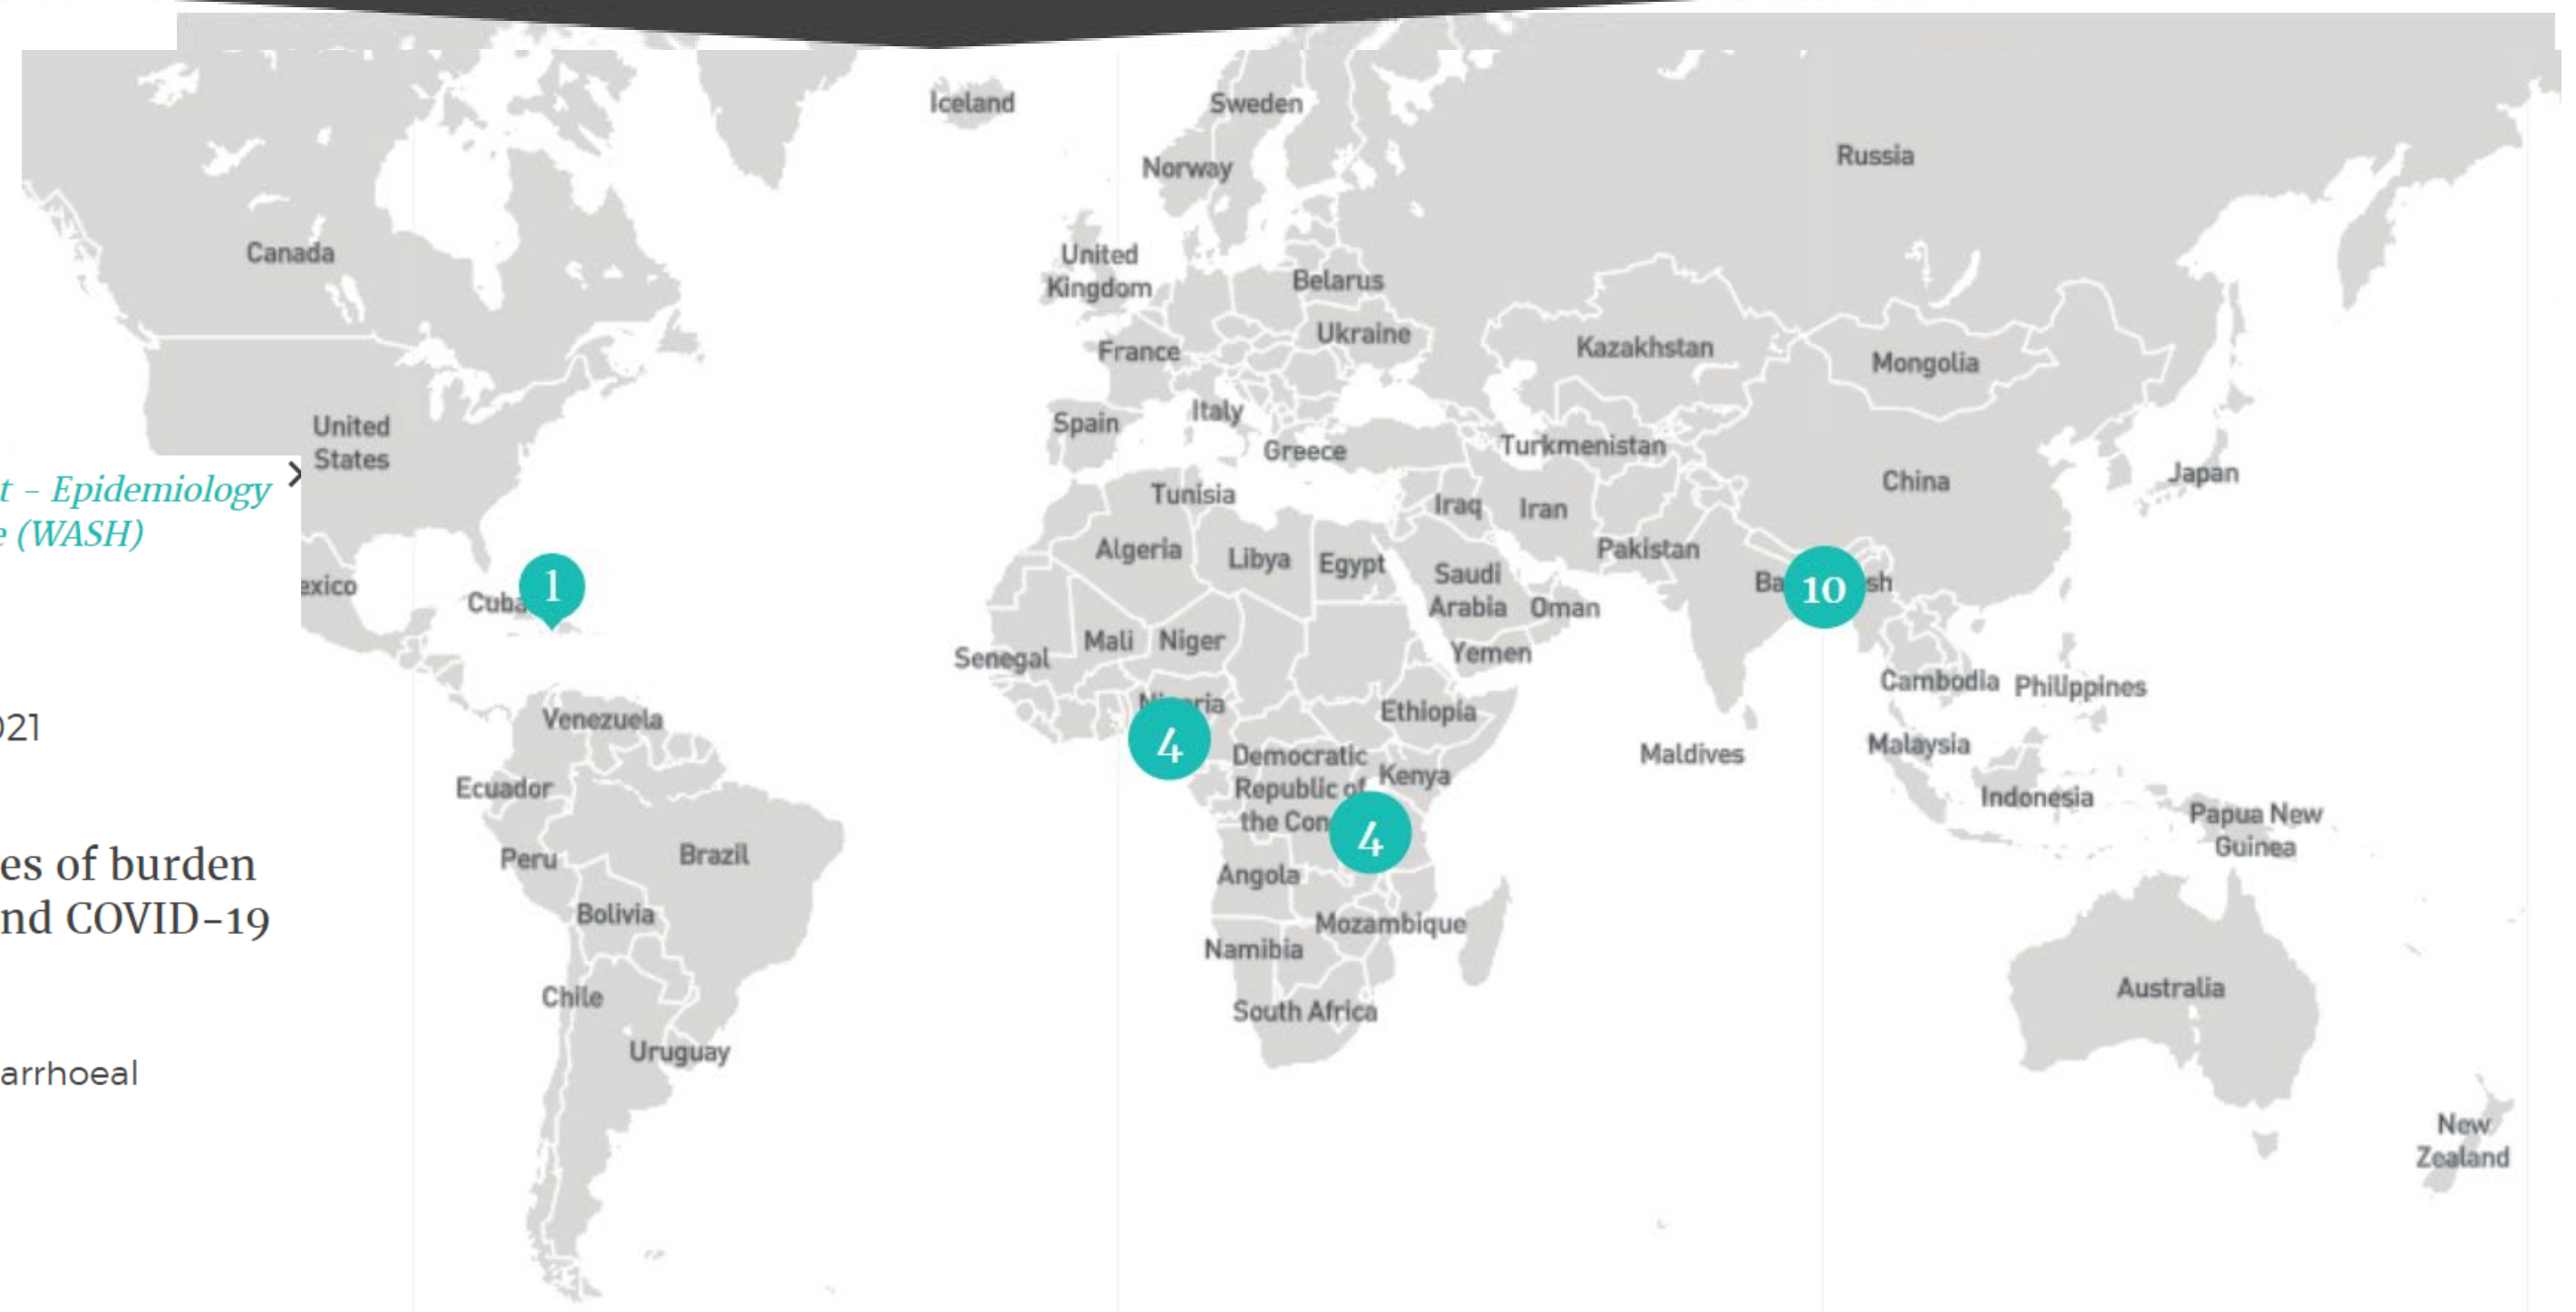 t - Epidemiology
e (WASH)
021
es of burden
nd COVID-19
arrhoeal
Iceland
Sweden
Norway
Russia
Canada
United
Kingdom
Belarus
Ukraine
France
Kazakhstan
Mongolia
United
States
Spain
Italy
Greece
Turkmenistan
China
Japan
Tunisia
Iraq
Iran
Algeria
Libya
Egypt
Pakistan
Saudi
Arabia
Oman
exico
Cuba
1
Ba
10
sh
Mali
Niger
Senegal
Yemen
Cambodia
Philippines
4
Ethiopia
Venezuela
Democratic
Republic of
the Con
Kenya
Maldives
Malaysia
Ecuador
Indonesia
4
Papua New
Guinea
Peru
Brazil
Angola
Bolivia
Mozambique
Namibia
Chile
South Africa
Australia
Uruguay
New
Zealand